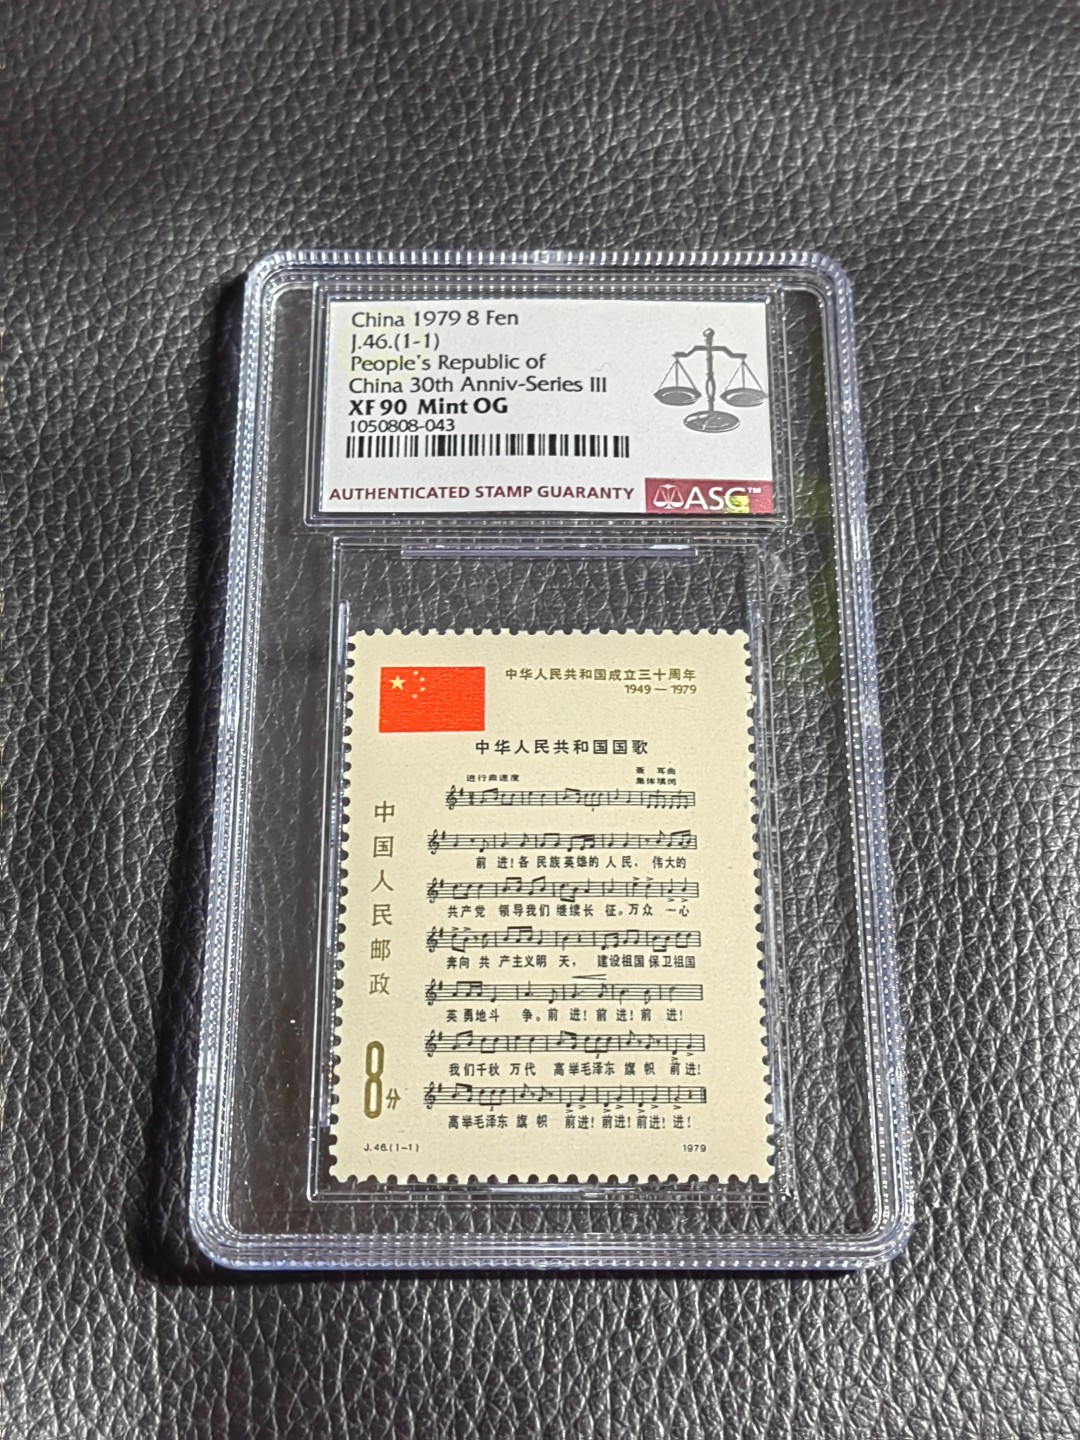 China 1979 8 Fen
J.46.(1-1)
People's Republic of
China 30th Anniv-Series III
XF 90 Mint OG
1050808-043
AUTHENTICATED STAMP GUARANTY
ASG™
中华人民共和国成立三十周年
1949—1979
中华人民共和国国歌
进行曲速度
聂耳曲
集体填词
前进!各民族英雄的人民，伟大的
共产党领导我们继续长征。万众一心
奔向共产主义明天，建设祖国保卫祖国
英勇地斗争。前进!前进!前进!
我们千秋万代高举毛泽东旗帜前进!
高举毛泽东旗帜前进!前进!前进!进!
中国人民邮政
8分
J.46.(1-1)
1979